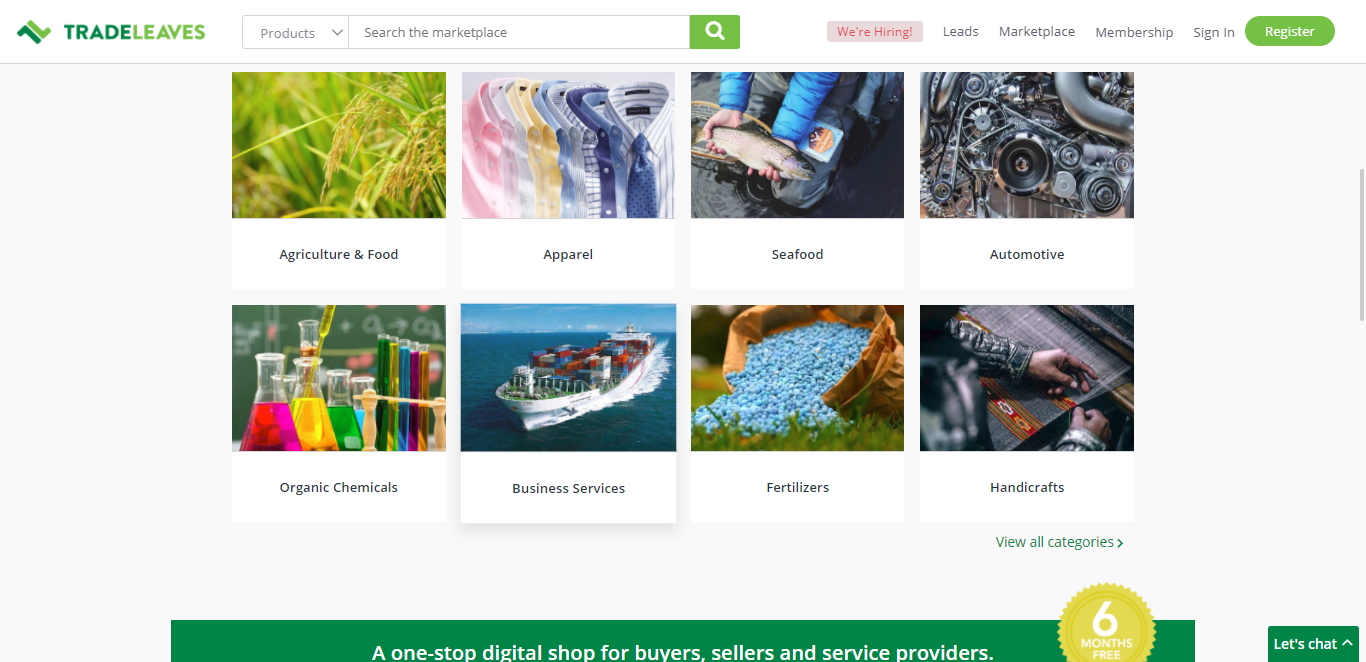 TRADELEAVES
Products
Search the marketplace
We're Hiring!
Leads
Marketplace
Membership
Sign In
Register
Agriculture & Food
Apparel
Seafood
Automotive
Organic Chemicals
Business Services
Fertilizers
Handicrafts
View all categories
6
MONTHS
FREE
A one-stop digital shop for buyers, sellers and service providers.
Let's chat